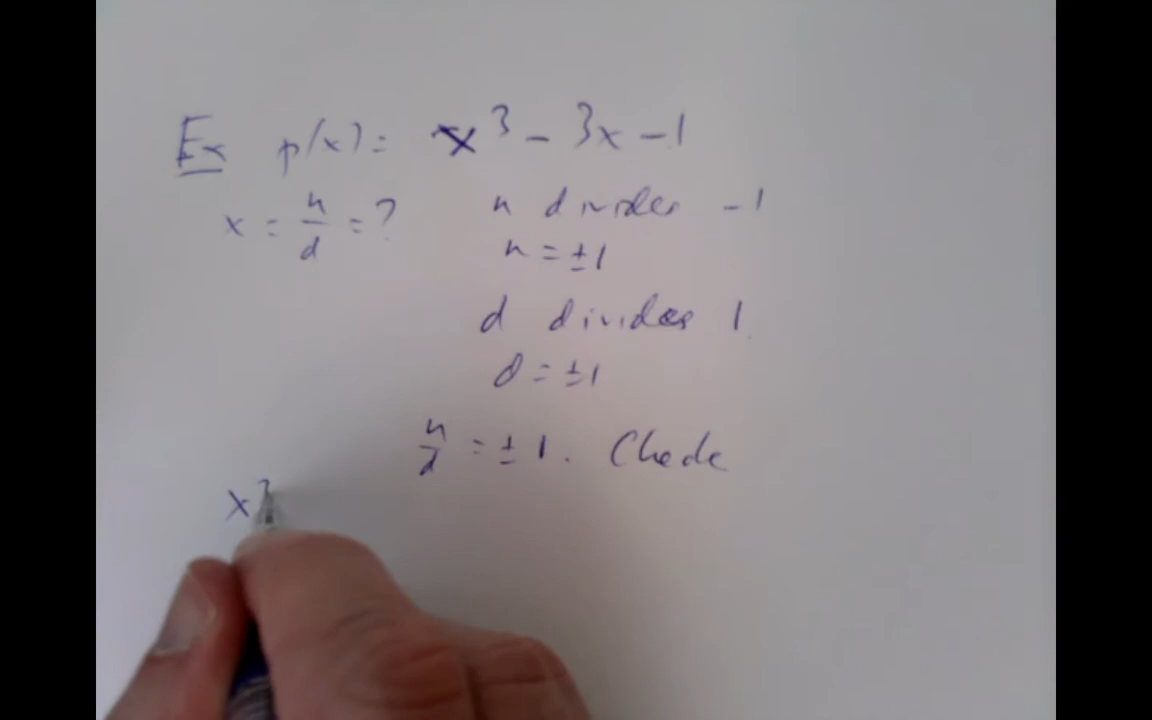 Ex p(x) = x³ - 3x - 1
x = n/d = ? n divides -1
n = ±1
d divides 1
d = ±1
n/d = ±1. Check
x³